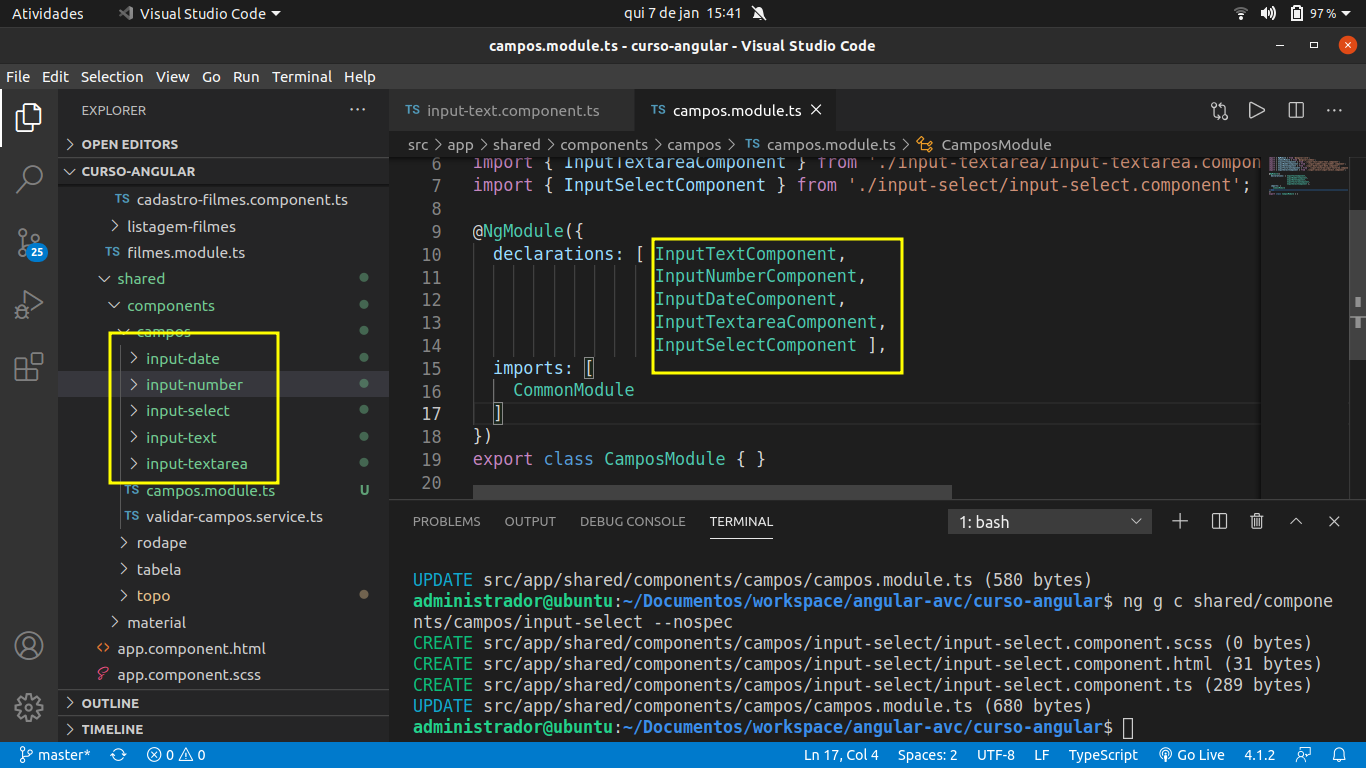 Atividades
Visual Studio Code
qui 7 de jan 15:41
97 %
campos.module.ts - curso-angular - Visual Studio Code
File Edit Selection View Go Run Terminal Help
EXPLORER
OPEN EDITORS
CURSO-ANGULAR
TS cadastro-filmes.component.ts
listagem-filmes
TS filmes.module.ts
shared
components
campos
input-date
input-number
input-select
input-text
input-textarea
TS campos.module.ts U
TS validar-campos.service.ts
rodape
tabela
topo
material
app.component.html
app.component.scss
OUTLINE
TIMELINE
25
TS input-text.component.ts
TS campos.module.ts
src > app > shared > components > campos > TS campos.module.ts > CamposModule
6 import { InputTextareaComponent } from './input-textarea/input-textarea.compon
7 import { InputSelectComponent } from './input-select/input-select.component';
8
9 @NgModule({
10 declarations: [ InputTextComponent,
11 InputNumberComponent,
12 InputDateComponent,
13 InputTextareaComponent,
14 InputSelectComponent ],
15 imports: [
16 CommonModule
17 ]
18 })
19 export class CamposModule { }
20
PROBLEMS OUTPUT DEBUG CONSOLE TERMINAL
1: bash
UPDATE src/app/shared/components/campos/campos.module.ts (580 bytes)
administrador@ubuntu:~/Documentos/workspace/angular-avc/curso-angular$ ng g c shared/compone
nts/campos/input-select --nospec
CREATE src/app/shared/components/campos/input-select/input-select.component.scss (0 bytes)
CREATE src/app/shared/components/campos/input-select/input-select.component.html (31 bytes)
CREATE src/app/shared/components/campos/input-select/input-select.component.ts (289 bytes)
UPDATE src/app/shared/components/campos/campos.module.ts (680 bytes)
administrador@ubuntu:~/Documentos/workspace/angular-avc/curso-angular$
master* 0 0 Ln 17, Col 4 Spaces: 2 UTF-8 LF TypeScript Go Live 4.1.2